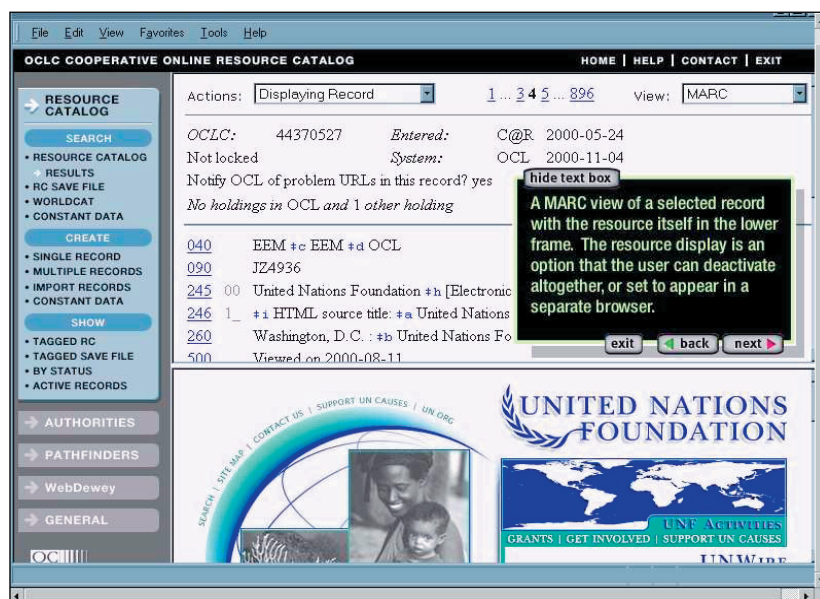 File Edit View Favorites Tools Help
OCLC COOPERATIVE ONLINE RESOURCE CATALOG
HOME | HELP | CONTACT | EXIT
RESOURCE
CATALOG
SEARCH
• RESOURCE CATALOG
RESULTS
• RC SAVE FILE
• WORLDCAT
• CONSTANT DATA
CREATE
• SINGLE RECORD
• MULTIPLE RECORDS
• IMPORT RECORDS
• CONSTANT DATA
SHOW
• TAGGED RC
• TAGGED SAVE FILE
• BY STATUS
• ACTIVE RECORDS
AUTHORITIES
PATHFINDERS
WebDewey
GENERAL
Actions: Displaying Record 1 ... 3 4 5 ... 896 View: MARC
OCLC: 44370527 Entered: C@R 2000-05-24
Not locked System: OCL 2000-11-04
Notify OCL of problem URLs in this record? yes
No holdings in OCL and 1 other holding
040 EEM ‡c EEM ‡d OCL
090 JZ4936
245 00 United Nations Foundation ‡h [Electronic
246 1_ ‡i HTML source title: ‡a United Nations
260 Washington, D.C. : ‡b United Nations Fo
500 Viewed on 2000-08-11
hide text box
A MARC view of a selected record
with the resource itself in the lower
frame. The resource display is an
option that the user can deactivate
altogether, or set to appear in a
separate browser.
exit back next
SEARCH | SITE MAP | CONTACT US | SUPPORT UN CAUSES | UN.ORG
UNITED NATIONS
FOUNDATION
UNF ACTIVITIES
GRANTS | GET INVOLVED | SUPPORT UN CAUSES
UNWIRE